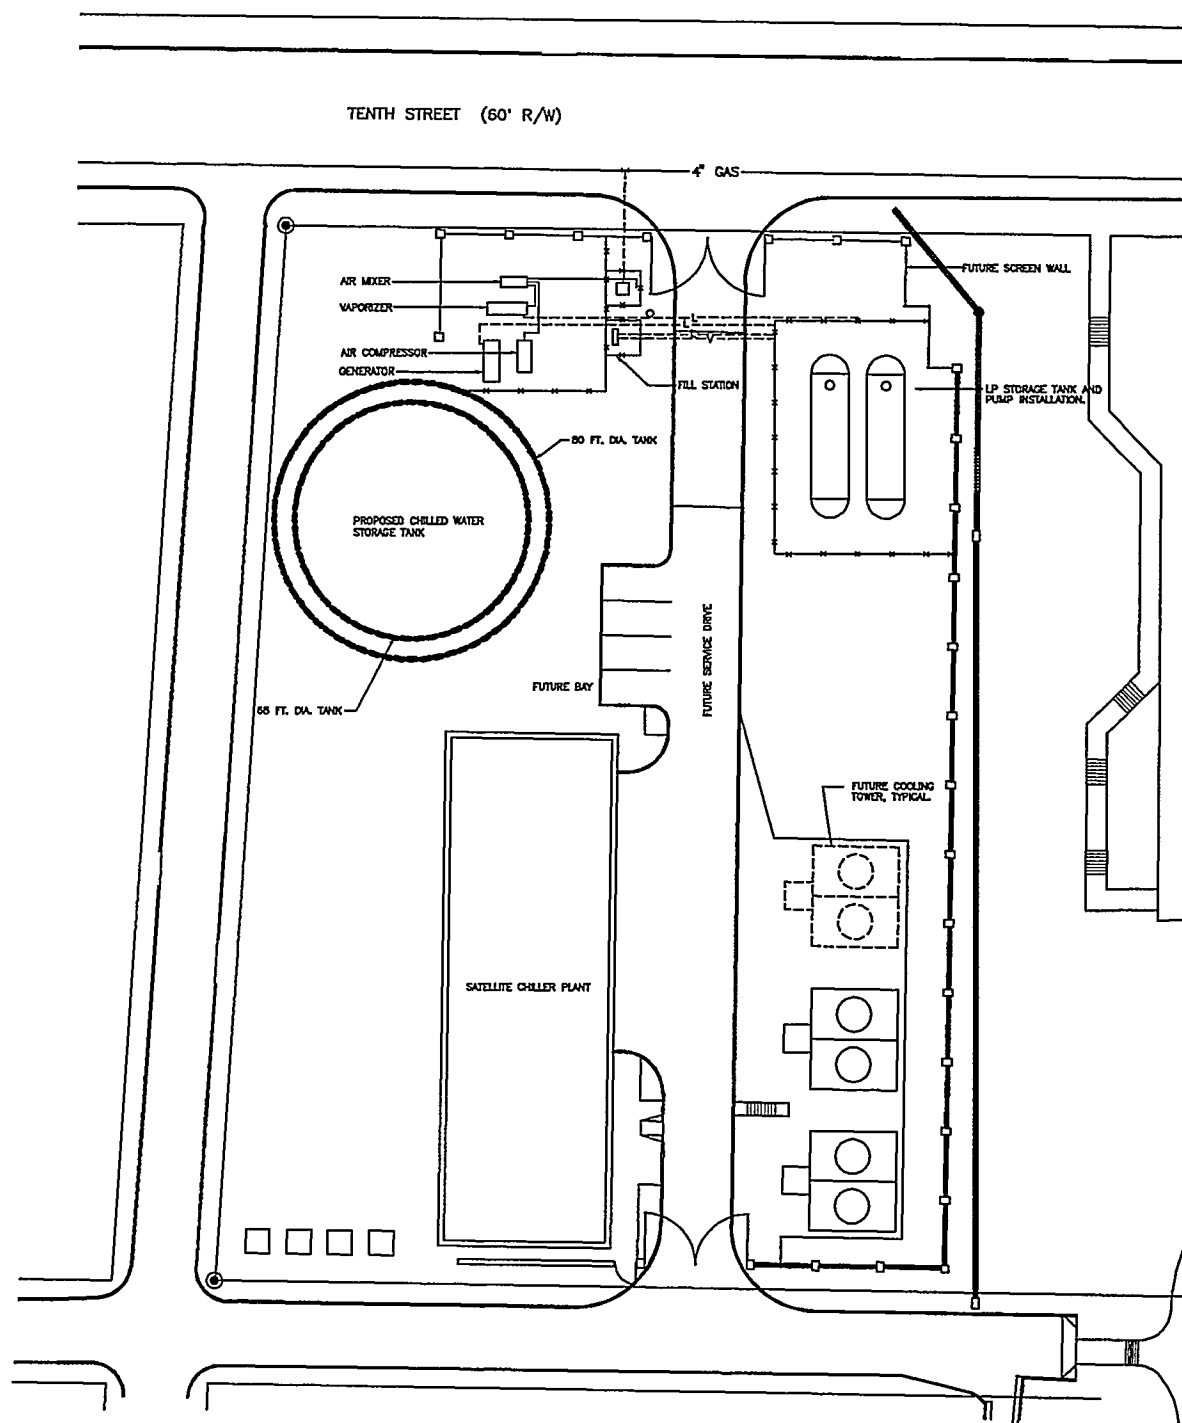 TENTH STREET (60' R/W)
4" GAS
AIR MIXER
FUTURE SCREEN WALL
VAPORIZER
L
L
V
AIR COMPRESSOR
GENERATOR
FILL STATION
LP STORAGE TANK AND
PUMP INSTALLATION.
80 FT. DIA. TANK
PROPOSED CHILLED WATER
STORAGE TANK
FUTURE SERVICE DRIVE
FUTURE BAY
FT. DIA. TANK
FUTURE COOLING
TOWER, TYPICAL.
SATELLITE CHILLER PLANT